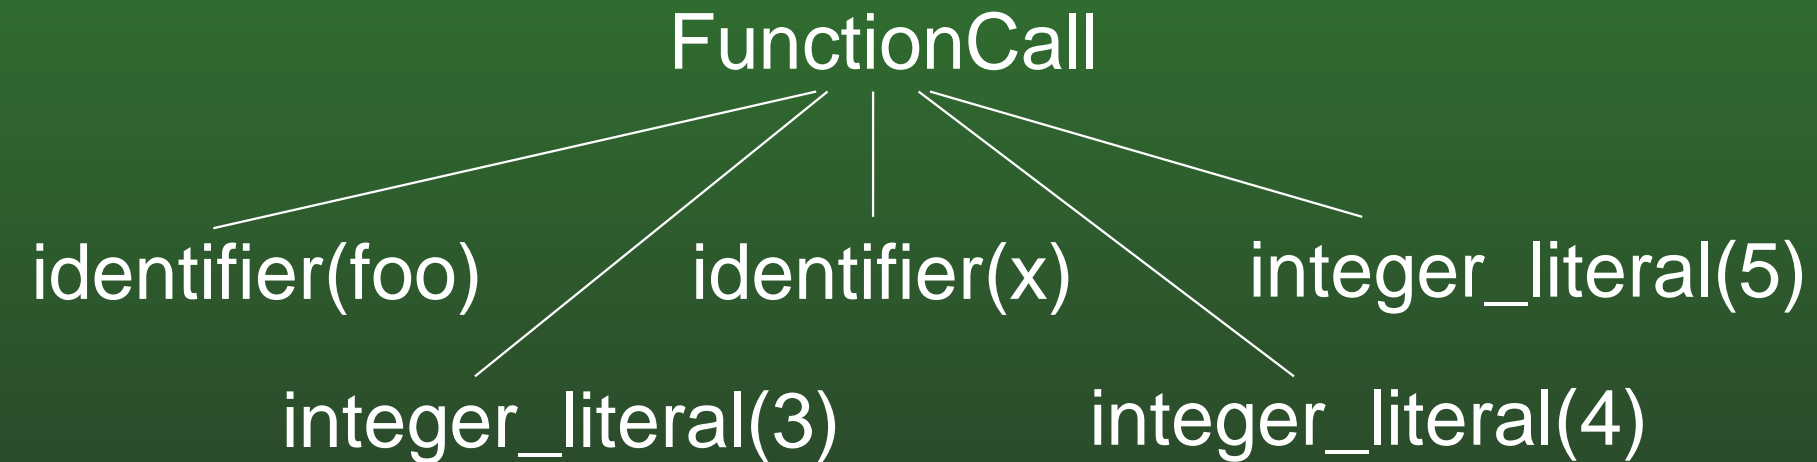 FunctionCall
identifier(foo) identifier(x) integer_literal(5)
integer_literal(3) integer_literal(4)